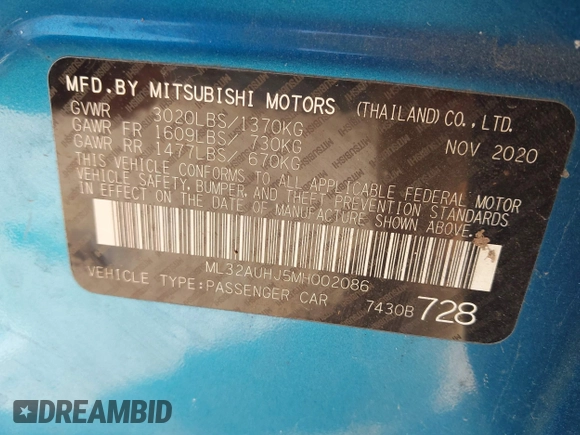 MFD.BY MITSUBISHI MOTORS (THAILAND)CO.,LTD.
GVWR 3020LBS/1370KG NOV 2020
GAWR FR 1609LBS/ 730KG
GAWR RR 1477LBS/ 670KG
THIS VEHICLE CONFORMS TO ALL APPLICABLE FEDERAL MOTOR
VEHICLE SAFETY, BUMPER, AND THEFT PREVENTION STANDARDS
IN EFFECT ON THE DATE OF MANUFACTURE SHOWN ABOVE.
ML32AUHJ5MH002086
VEHICLE TYPE:PASSENGER CAR 7430B 728
DREAMBID